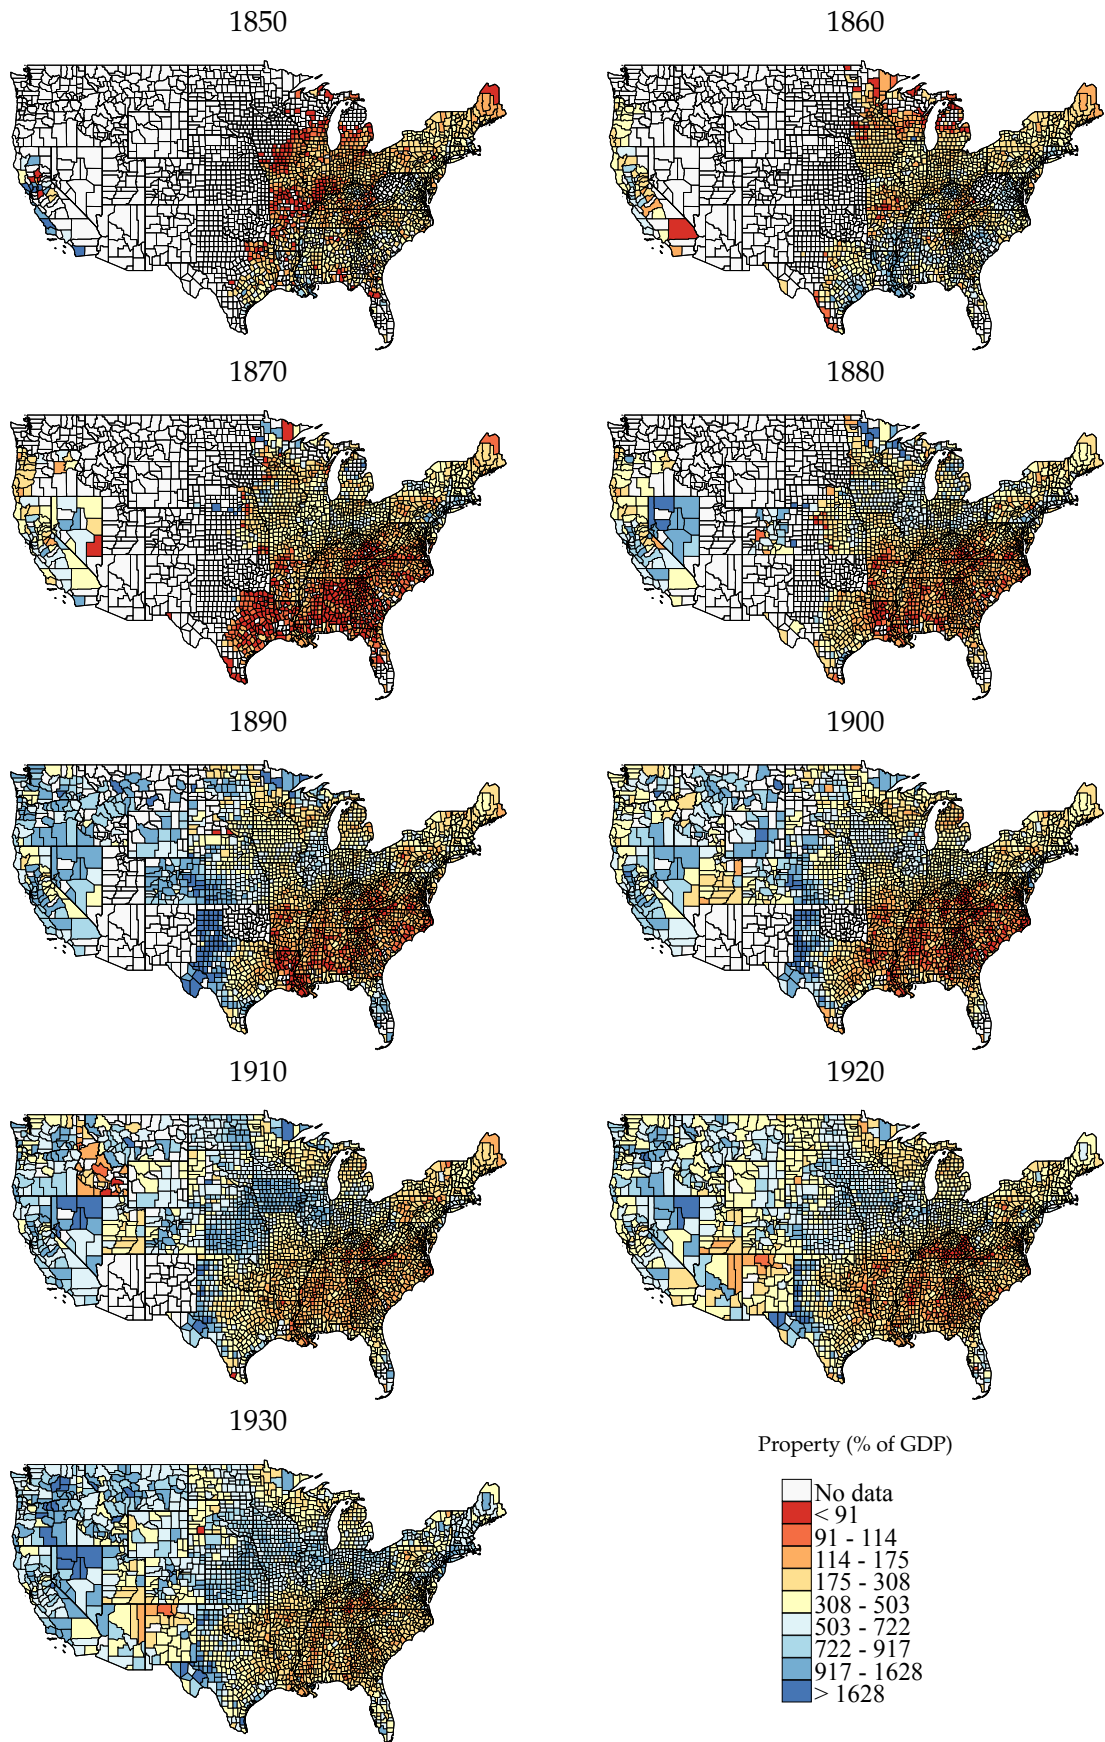 1850
1860
1870
1880
1890
1900
1910
1920
1930
Property (% of GDP)
No data
< 91
91 - 114
114 - 175
175 - 308
308 - 503
503 - 722
722 - 917
917 - 1628
> 1628